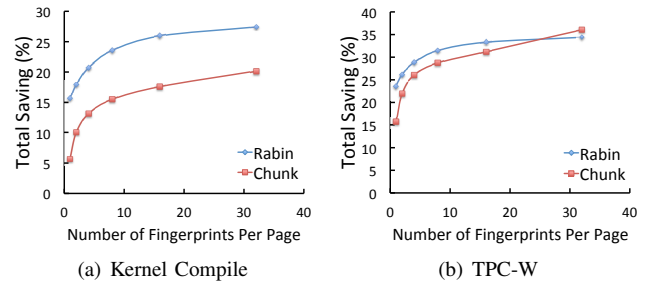 30
25
20
15
10
5
0
Total Saving (%)
Rabin
Chunk
0 10 20 30 40
Number of Fingerprints Per Page
(a) Kernel Compile
40
35
30
25
20
15
10
5
0
Total Saving (%)
Rabin
Chunk
0 10 20 30 40
Number of Fingerprints Per Page
(b) TPC-W